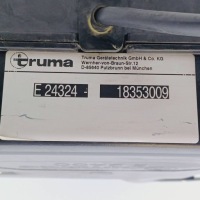 truma
Truma Gerätetechnik GmbH & Co. KG
Wernher-von-Braun-Str. 12
D-85640 Putzbrunn bei München
E 24324 - 18353009